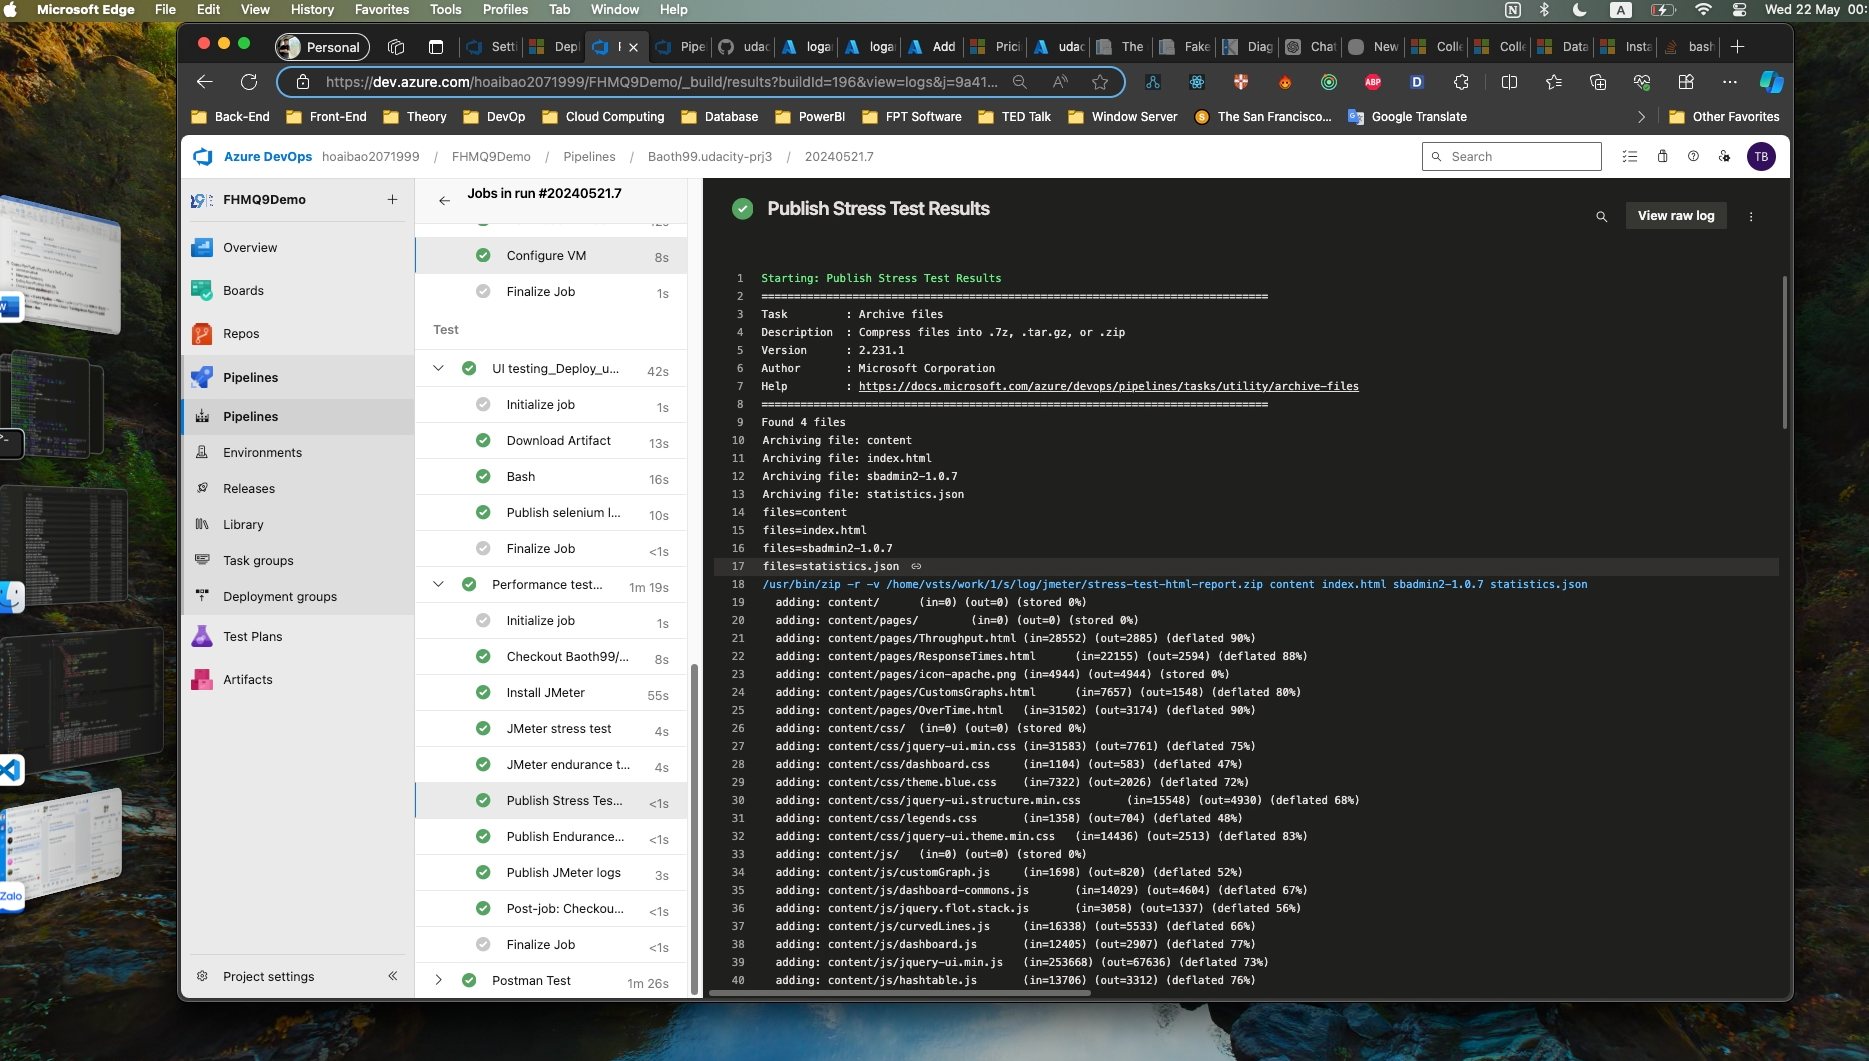 Microsoft Edge File Edit View History Favorites Tools Profiles Tab Window Help A Wed 22 May 00:
Personal Setti Depl Pipe udac loga loga Add Prici udac The Fake Diag Chat New Colle Colle Data Insta bash
https://dev.azure.com/hoaibao2071999/FHMQ9Demo/_build/results?buildId=196&view=logs&j=9a41... ABP D
Back-End Front-End Theory DevOp Cloud Computing Database PowerBI FPT Software TED Talk Window Server The San Francisco... Google Translate Other Favorites
Azure DevOps hoaibao2071999 / FHMQ9Demo / Pipelines / Baoth99.udacity-prj3 / 20240521.7 Search TB
FHMQ9Demo
Overview
Boards
Repos
Pipelines
Pipelines
Environments
Releases
Library
Task groups
Deployment groups
Test Plans
Artifacts
Project settings
Jobs in run #20240521.7
Configure VM 8s
Finalize Job 1s
Test
UI testing_Deploy_u... 42s
Initialize job 1s
Download Artifact 13s
Bash 16s
Publish selenium l... 10s
Finalize Job <1s
Performance test... 1m 19s
Initialize job 1s
Checkout Baoth99/... 8s
Install JMeter 55s
JMeter stress test 4s
JMeter endurance t... 4s
Publish Stress Tes... <1s
Publish Endurance... <1s
Publish JMeter logs 3s
Post-job: Checkou... <1s
Finalize Job <1s
Postman Test 1m 26s
Publish Stress Test Results
View raw log
1 Starting: Publish Stress Test Results
2 ==============================================================================
3 Task : Archive files
4 Description : Compress files into .7z, .tar.gz, or .zip
5 Version : 2.231.1
6 Author : Microsoft Corporation
7 Help : https://docs.microsoft.com/azure/devops/pipelines/tasks/utility/archive-files
8 ==============================================================================
9 Found 4 files
10 Archiving file: content
11 Archiving file: index.html
12 Archiving file: sbadmin2-1.0.7
13 Archiving file: statistics.json
14 files=content
15 files=index.html
16 files=sbadmin2-1.0.7
17 files=statistics.json
18 /usr/bin/zip -r -v /home/vsts/work/1/s/log/jmeter/stress-test-html-report.zip content index.html sbadmin2-1.0.7 statistics.json
19 adding: content/ (in=0) (out=0) (stored 0%)
20 adding: content/pages/ (in=0) (out=0) (stored 0%)
21 adding: content/pages/Throughput.html (in=28552) (out=2885) (deflated 90%)
22 adding: content/pages/ResponseTimes.html (in=22155) (out=2594) (deflated 88%)
23 adding: content/pages/icon-apache.png (in=4944) (out=4944) (stored 0%)
24 adding: content/pages/CustomsGraphs.html (in=7657) (out=1548) (deflated 80%)
25 adding: content/pages/OverTime.html (in=31502) (out=3174) (deflated 90%)
26 adding: content/css/ (in=0) (out=0) (stored 0%)
27 adding: content/css/jquery-ui.min.css (in=31583) (out=7761) (deflated 75%)
28 adding: content/css/dashboard.css (in=1104) (out=583) (deflated 47%)
29 adding: content/css/theme.blue.css (in=7322) (out=2026) (deflated 72%)
30 adding: content/css/jquery-ui.structure.min.css (in=15548) (out=4930) (deflated 68%)
31 adding: content/css/legends.css (in=1358) (out=704) (deflated 48%)
32 adding: content/css/jquery-ui.theme.min.css (in=14436) (out=2513) (deflated 83%)
33 adding: content/js/ (in=0) (out=0) (stored 0%)
34 adding: content/js/customGraph.js (in=1698) (out=820) (deflated 52%)
35 adding: content/js/dashboard-commons.js (in=14029) (out=4604) (deflated 67%)
36 adding: content/js/jquery.flot.stack.js (in=3058) (out=1337) (deflated 56%)
37 adding: content/js/curvedLines.js (in=16338) (out=5533) (deflated 66%)
38 adding: content/js/dashboard.js (in=12405) (out=2907) (deflated 77%)
39 adding: content/js/jquery-ui.min.js (in=253668) (out=67636) (deflated 73%)
40 adding: content/js/hashtable.js (in=13706) (out=3312) (deflated 76%)
Zalo